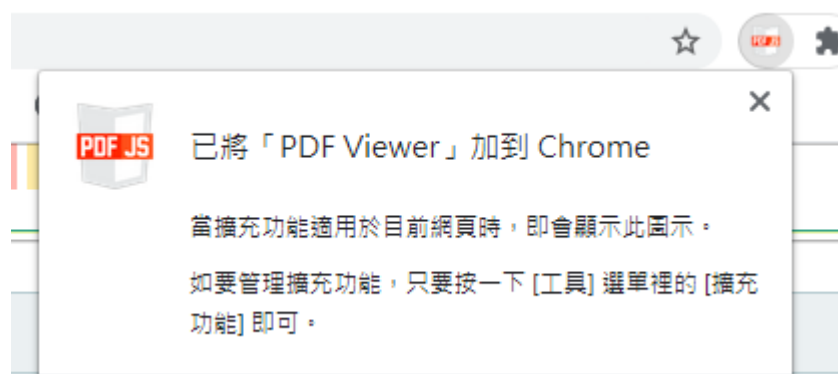 PDF JS
PDF JS
已將「PDF Viewer」加到 Chrome
當擴充功能適用於目前網頁時，即會顯示此圖示。
如要管理擴充功能，只要按一下 [工具] 選單裡的 [擴充
功能] 即可。